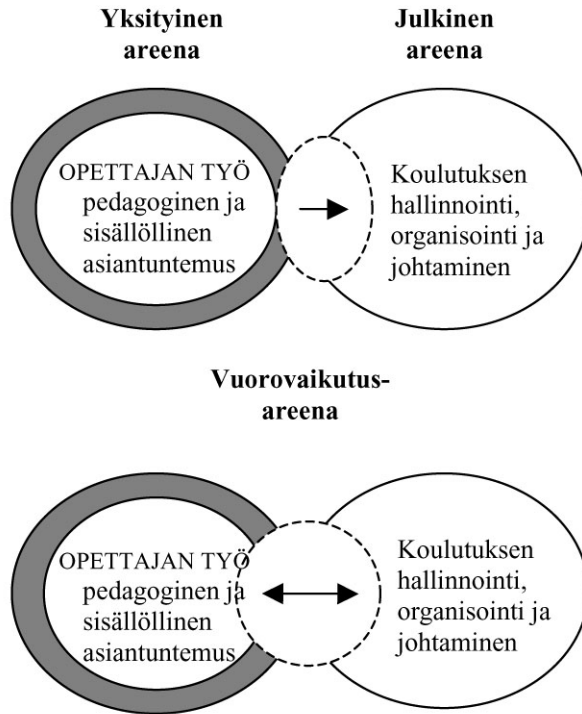 Yksityinen
areena
Julkinen
areena
OPETTAJAN TYÖ
pedagoginen ja
sisällöllinen
asiantuntemus
Koulutuksen
hallinnointi,
organisointi ja
johtaminen
Vuorovaikutus-
areena
OPETTAJAN TYÖ
pedagoginen ja
sisällöllinen
asiantuntemus
Koulutuksen
hallinnointi,
organisointi ja
johtaminen